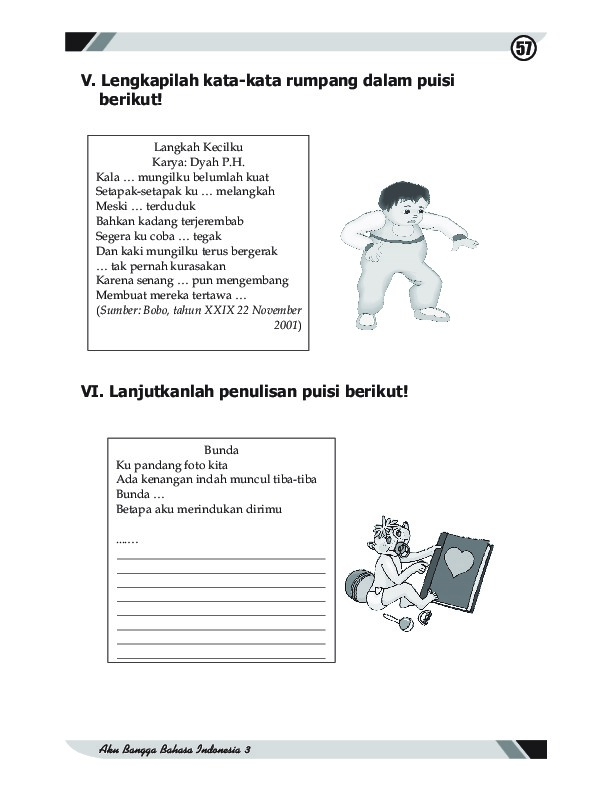 57
V. Lengkapilah kata-kata rumpang dalam puisi
berikut!
Langkah Kecilku
Karya: Dyah P.H.
Kala … mungilku belumlah kuat
Setapak-setapak ku … melangkah
Meski … terduduk
Bahkan kadang terjerembab
Segera ku coba … tegak
Dan kaki mungilku terus bergerak
… tak pernah kurasakan
Karena senang … pun mengembang
Membuat mereka tertawa …
(Sumber: Bobo, tahun XXIX 22 November
2001)
VI. Lanjutkanlah penulisan puisi berikut!
Bunda
Ku pandang foto kita
Ada kenangan indah muncul tiba-tiba
Bunda …
Betapa aku merindukan dirimu
....…
Aku Bangga Bahasa Indonesia 3